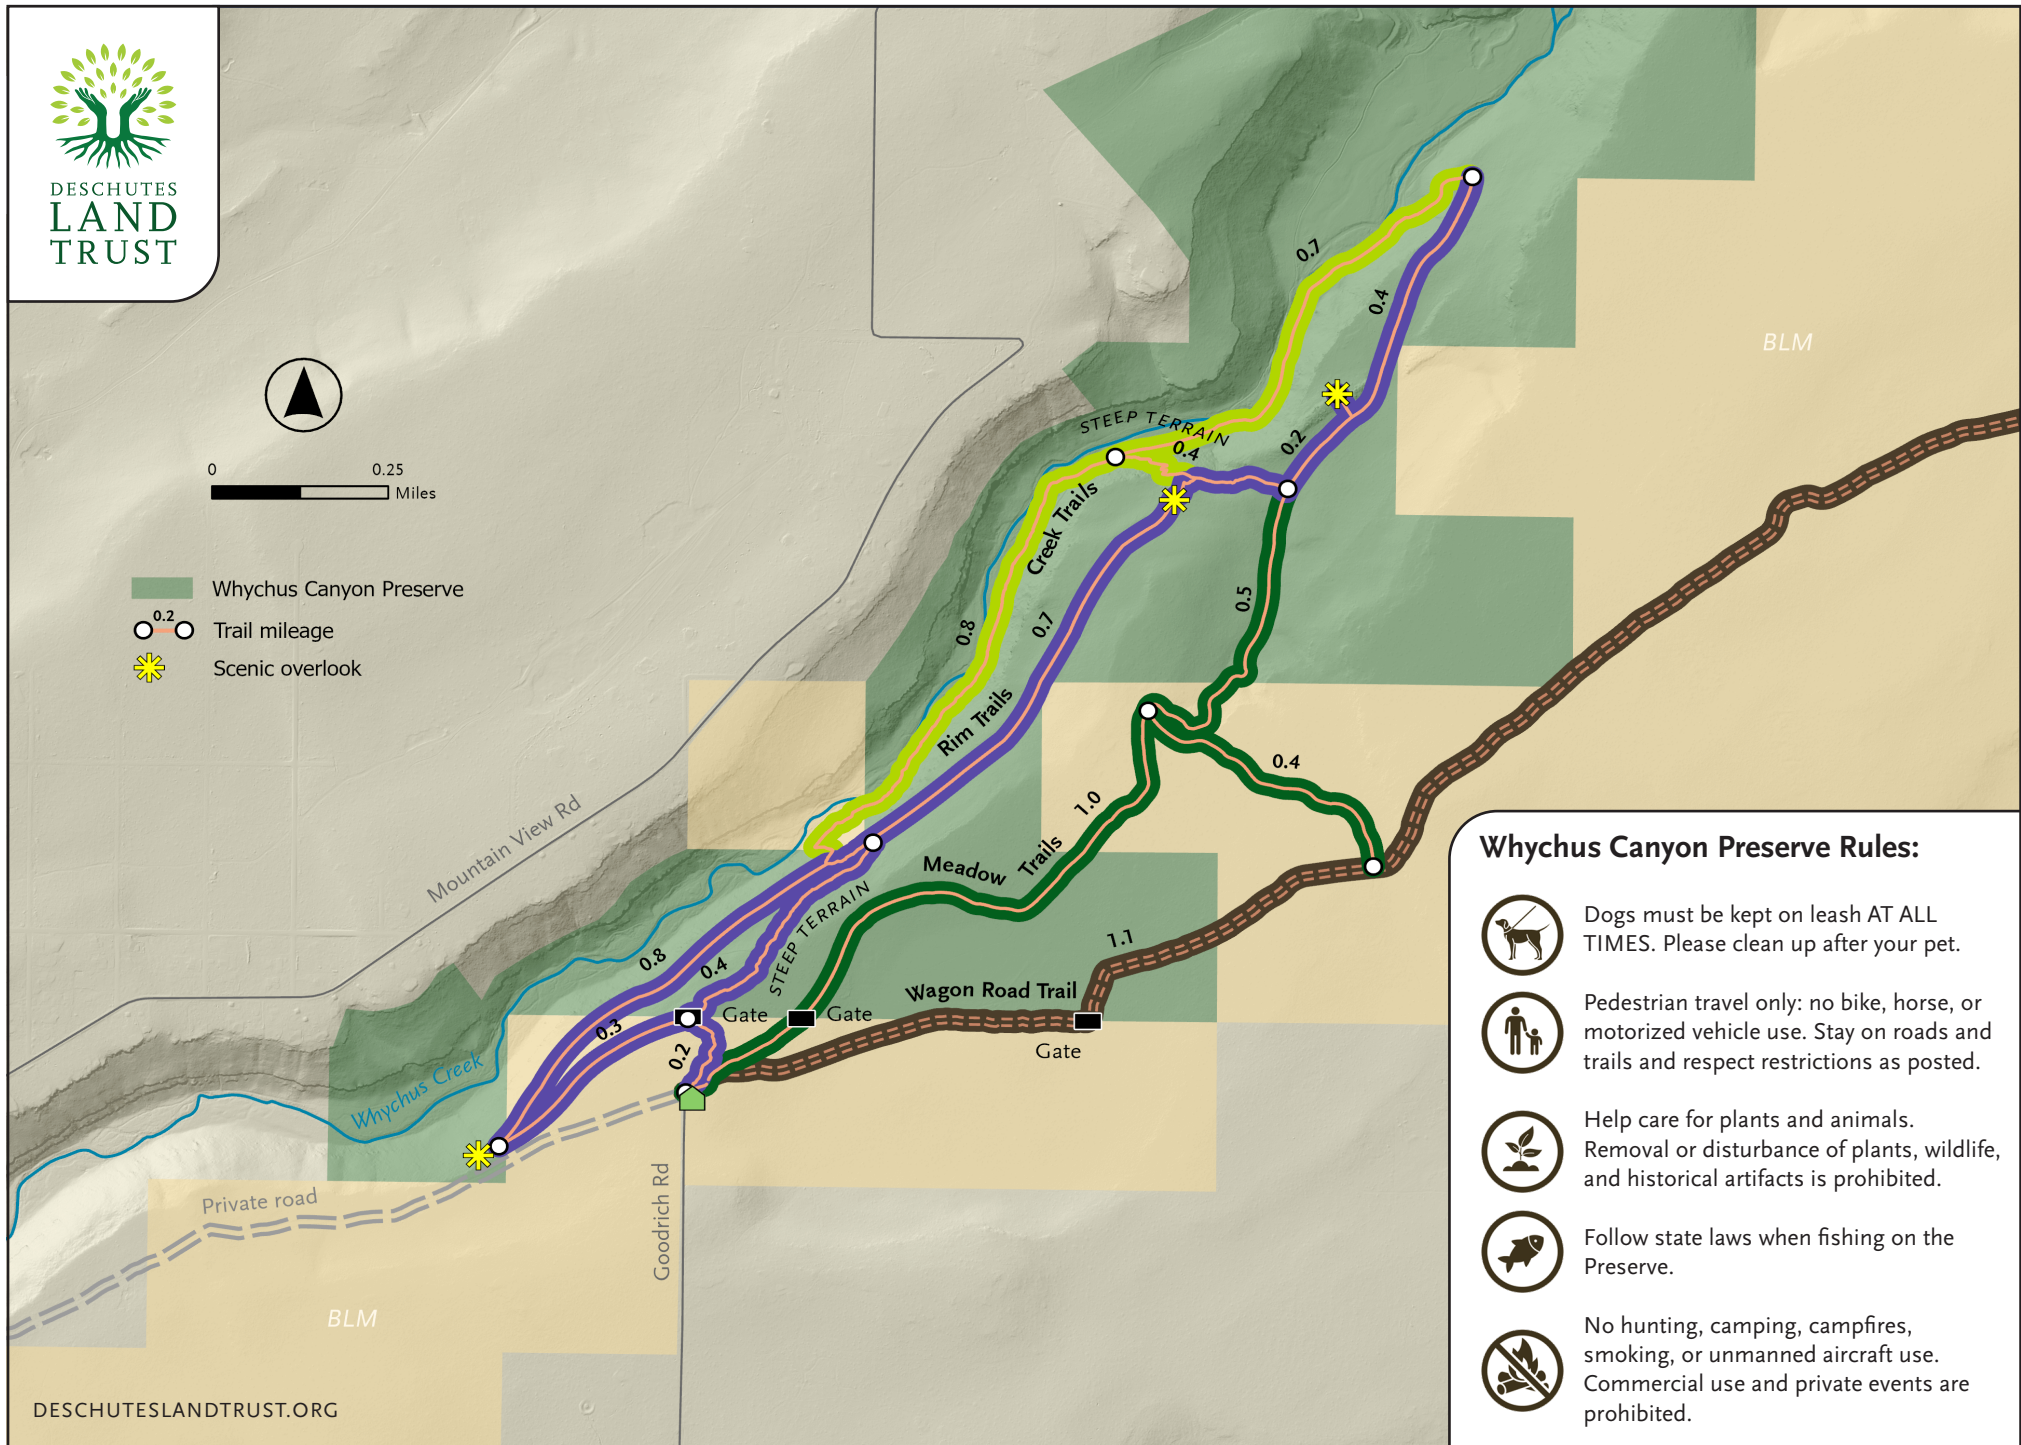 DESCHUTES
LAND
TRUST
0
0.25
Miles
Whychus Canyon Preserve
0.2
Trail mileage
Scenic overlook
BLM
0.7
0.4
STEEP TERRAIN
0.4
0.2
Creek Trails
0.5
0.8
0.7
Rim Trails
0.4
1.0
Mountain View Rd
Meadow
Trails
STEEP TERRAIN
0.8
0.4
1.1
Wagon Road Trail
Gate
Gate
Gate
0.3
0.2
Whychus Creek
Private road
Goodrich Rd
BLM
DESCHUTESLANDTRUST.ORG
Whychus Canyon Preserve Rules:
Dogs must be kept on leash AT ALL
TIMES. Please clean up after your pet.
Pedestrian travel only: no bike, horse, or
motorized vehicle use. Stay on roads and
trails and respect restrictions as posted.
Help care for plants and animals.
Removal or disturbance of plants, wildlife,
and historical artifacts is prohibited.
Follow state laws when fishing on the
Preserve.
No hunting, camping, campfires,
smoking, or unmanned aircraft use.
Commercial use and private events are
prohibited.